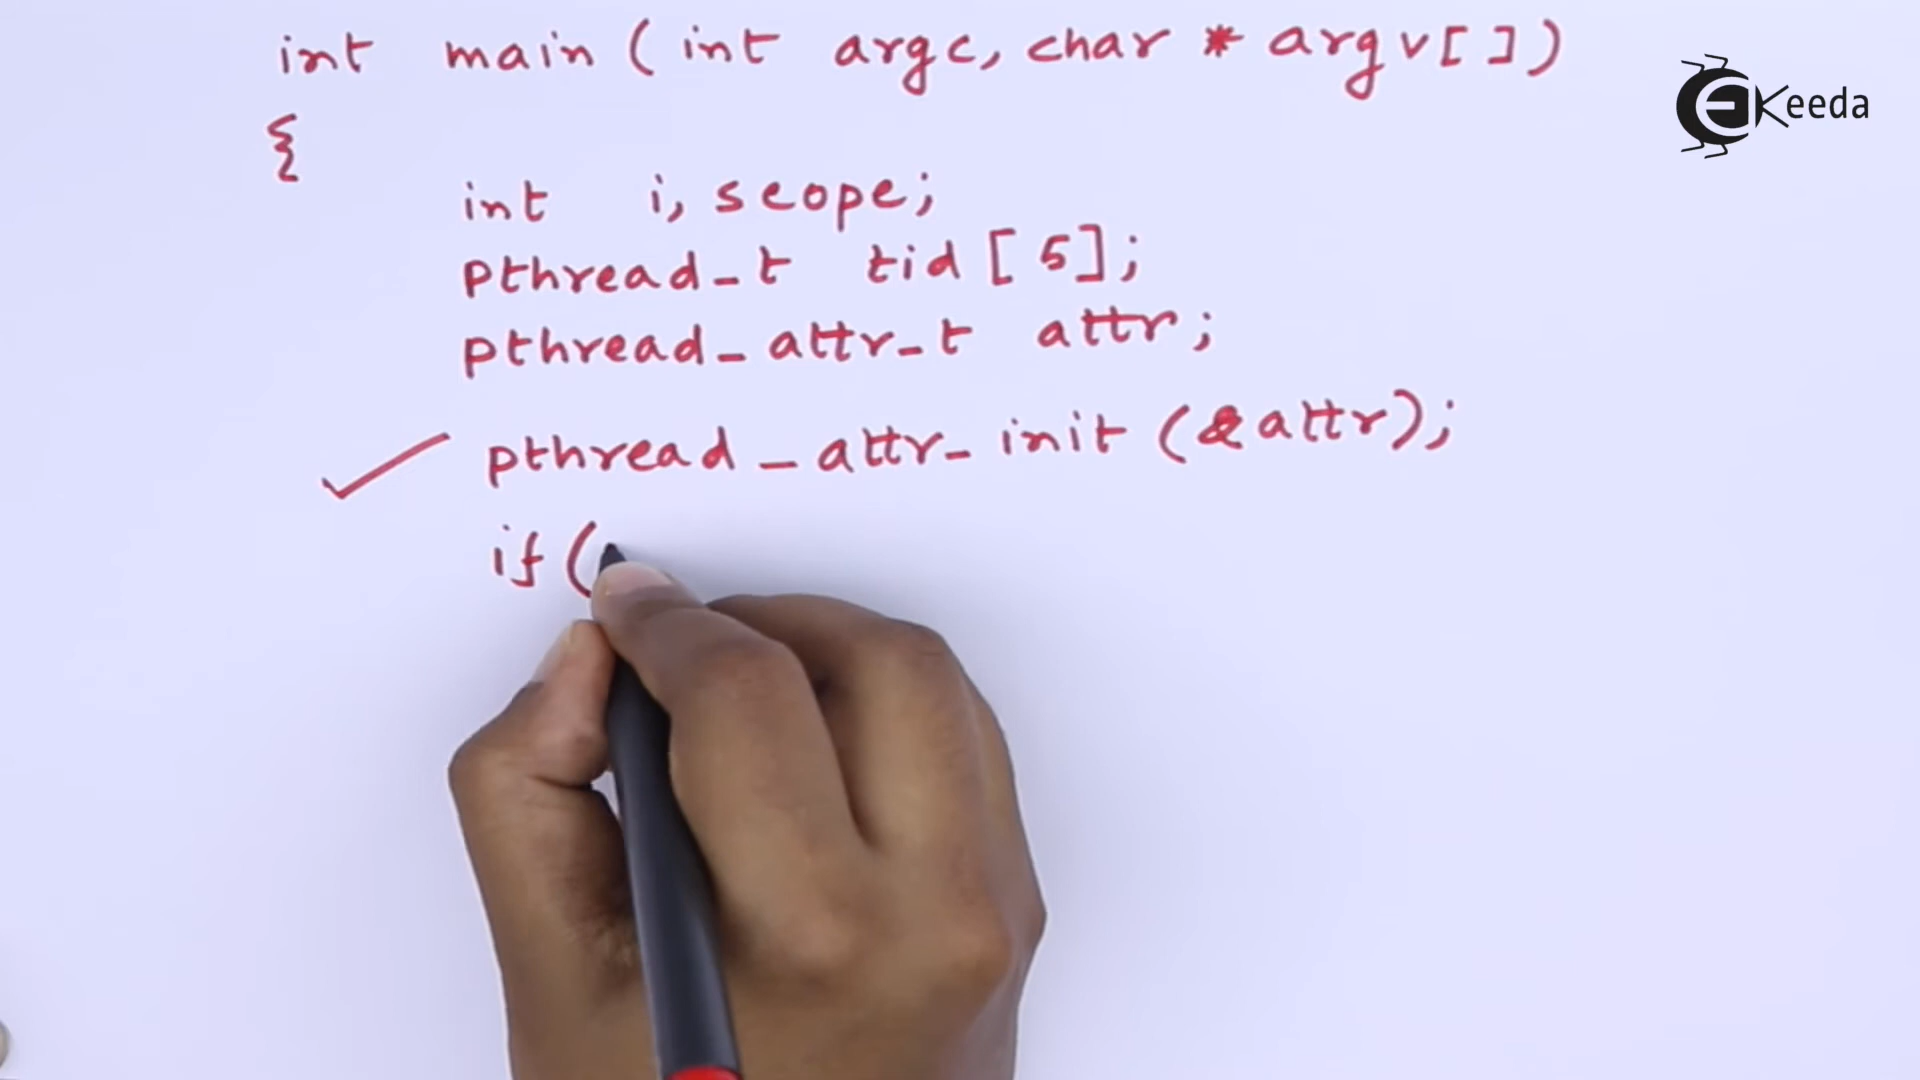 int main ( int argc, char * argv[])
Keeda
{
int i, scope;
pthread_t tid [5];
pthread_attr_t attr;
pthread_attr_init (&attr);
if (